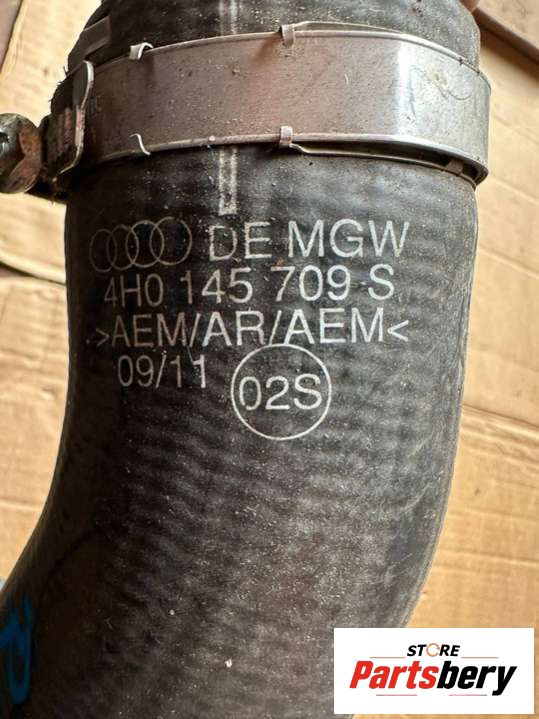 DE MGW
4H0 145 709 S
>AEM/AR/AEM<
09/11
02S
STORE
Partsbery